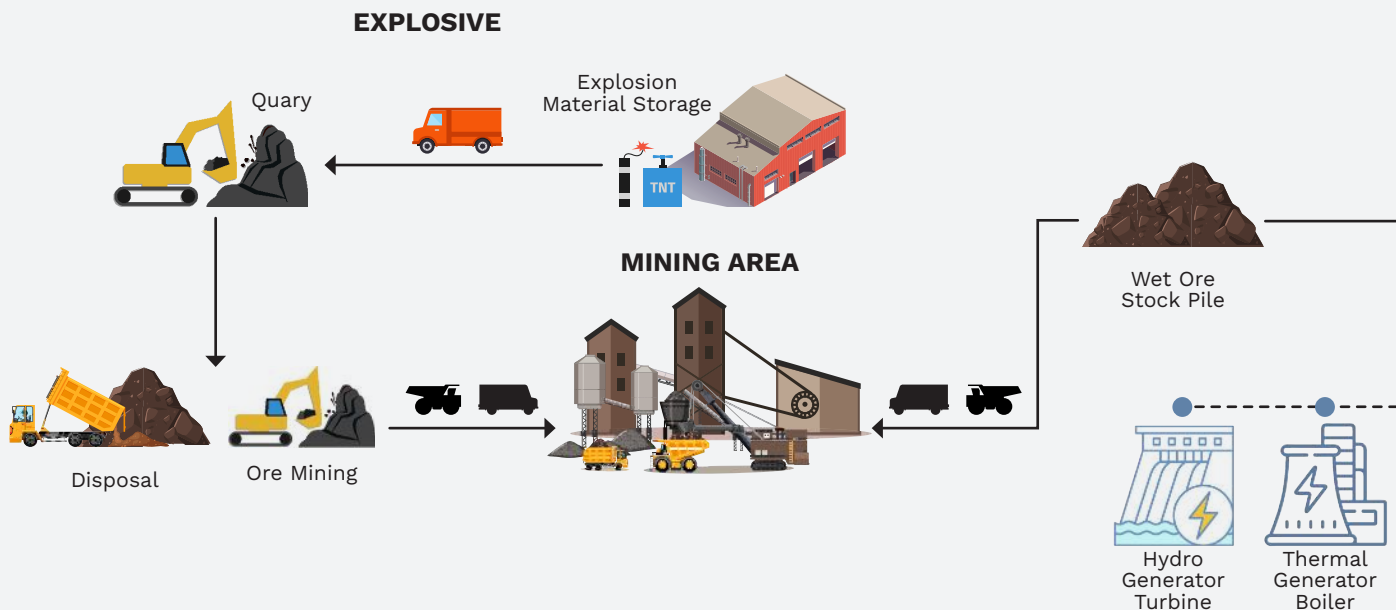 EXPLOSIVE
Quary
Explosion
Material Storage
TNT
MINING AREA
Wet Ore
Stock Pile
Disposal
Ore Mining
Hydro
Generator
Turbine
Thermal
Generator
Boiler